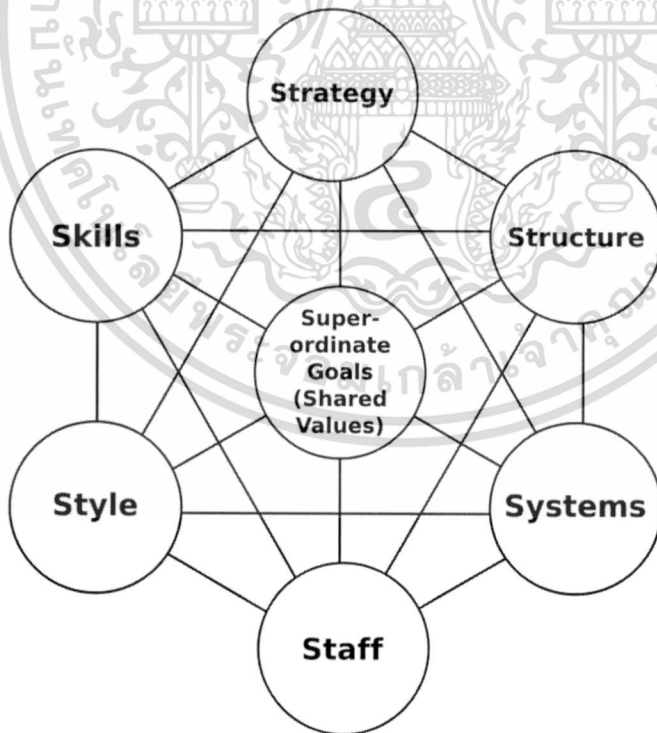 Strategy
Skills
Structure
Super-
ordinate
Goals
(Shared
Values)
Style
Systems
Staff